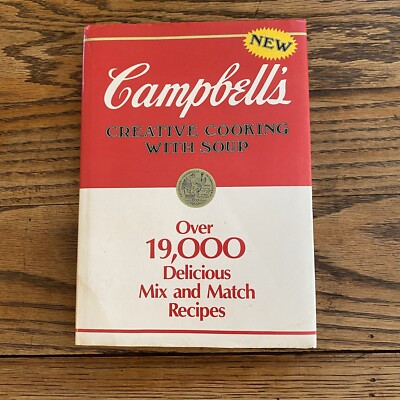 NEW
Campbell's
CREATIVE COOKING
WITH SOUP
Over
19,000
Delicious
Mix and Match
Recipes